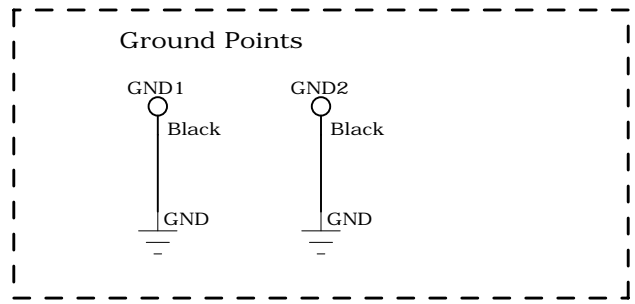 Ground Points
GND1
GND2
Black
Black
GND
GND